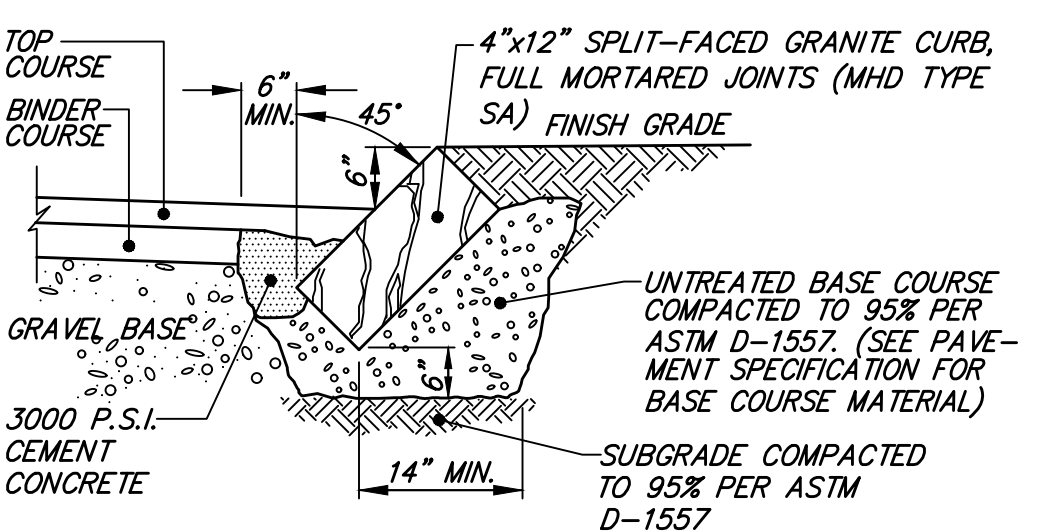 TOP
COURSE
BINDER
COURSE
6"
MIN.
45°
4"x12" SPLIT-FACED GRANITE CURB,
FULL MORTARED JOINTS (MHD TYPE
SA)
FINISH GRADE
6"
GRAVEL BASE
UNTREATED BASE COURSE
COMPACTED TO 95% PER
ASTM D-1557. (SEE PAVE-
MENT SPECIFICATION FOR
BASE COURSE MATERIAL)
6"
3000 P.S.I.
CEMENT
CONCRETE
14" MIN.
SUBGRADE COMPACTED
TO 95% PER ASTM
D-1557